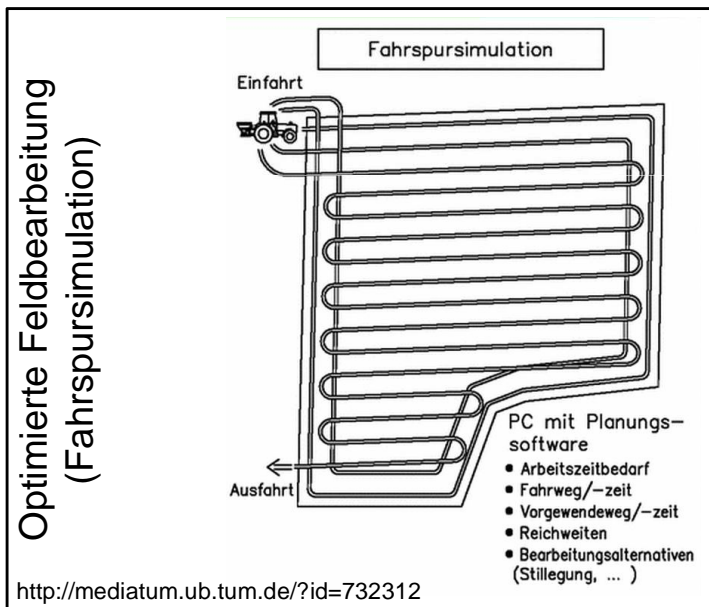 Optimierte Feldbearbeitung
(Fahrspursimulation)
Fahrspursimulation
Einfahrt
Ausfahrt
PC mit Planungs-
software
• Arbeitszeitbedarf
• Fahrweg/-zeit
• Vorgewendeweg/-zeit
• Reichweiten
• Bearbeitungsalternativen
(Stillegung, ... )
http://mediatum.ub.tum.de/?id=732312